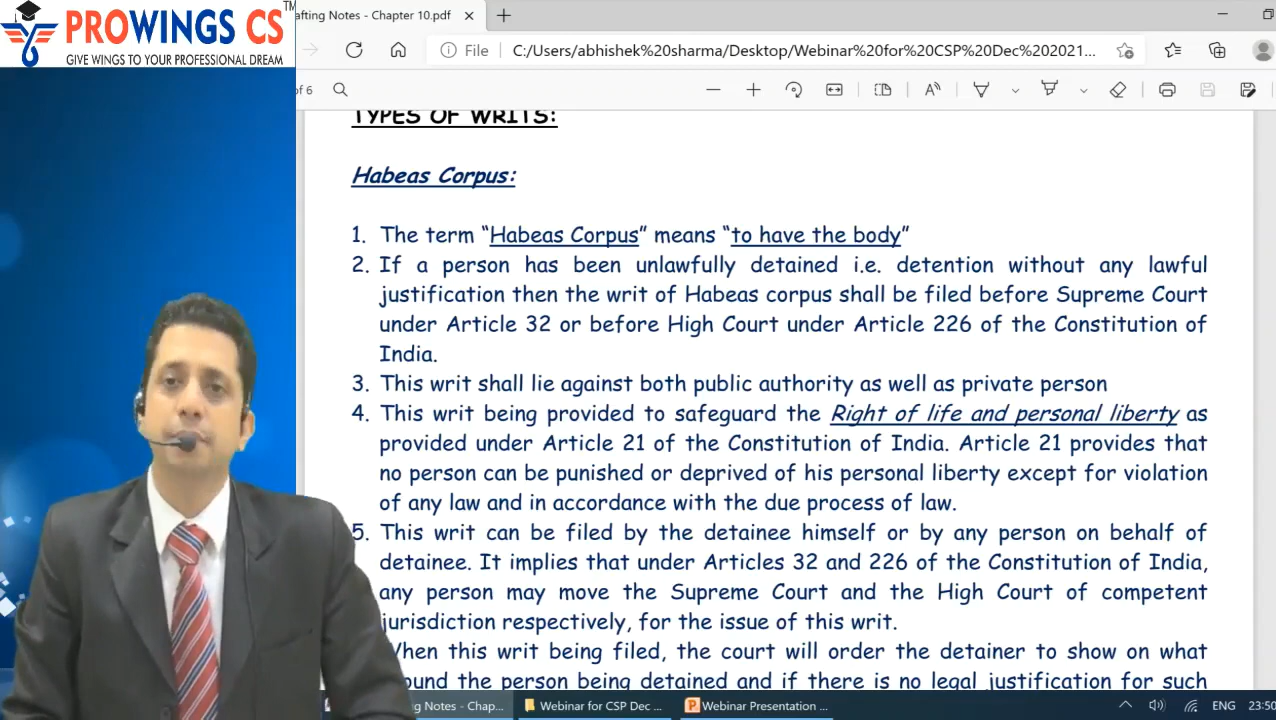 TM
PROWINGS CS
GIVE WINGS TO YOUR PROFESSIONAL DREAM
afting Notes - Chapter 10.pdf
File C:/Users/abhishek%20sharma/Desktop/Webinar%20for%20CSP%20Dec%202021...
of 6
TYPES OF WRITS:
Habeas Corpus:
1. The term “Habeas Corpus” means “to have the body”
2. If a person has been unlawfully detained i.e. detention without any lawful
justification then the writ of Habeas corpus shall be filed before Supreme Court
under Article 32 or before High Court under Article 226 of the Constitution of
India.
3. This writ shall lie against both public authority as well as private person
4. This writ being provided to safeguard the Right of life and personal liberty as
provided under Article 21 of the Constitution of India. Article 21 provides that
no person can be punished or deprived of his personal liberty except for violation
of any law and in accordance with the due process of law.
5. This writ can be filed by the detainee himself or by any person on behalf of
detainee. It implies that under Articles 32 and 226 of the Constitution of India,
any person may move the Supreme Court and the High Court of competent
jurisdiction respectively, for the issue of this writ.
When this writ being filed, the court will order the detainer to show on what
ound the person being detained and if there is no legal justification for such
ng Notes - Chap... Webinar for CSP Dec ... Webinar Presentation ... ENG 23:50